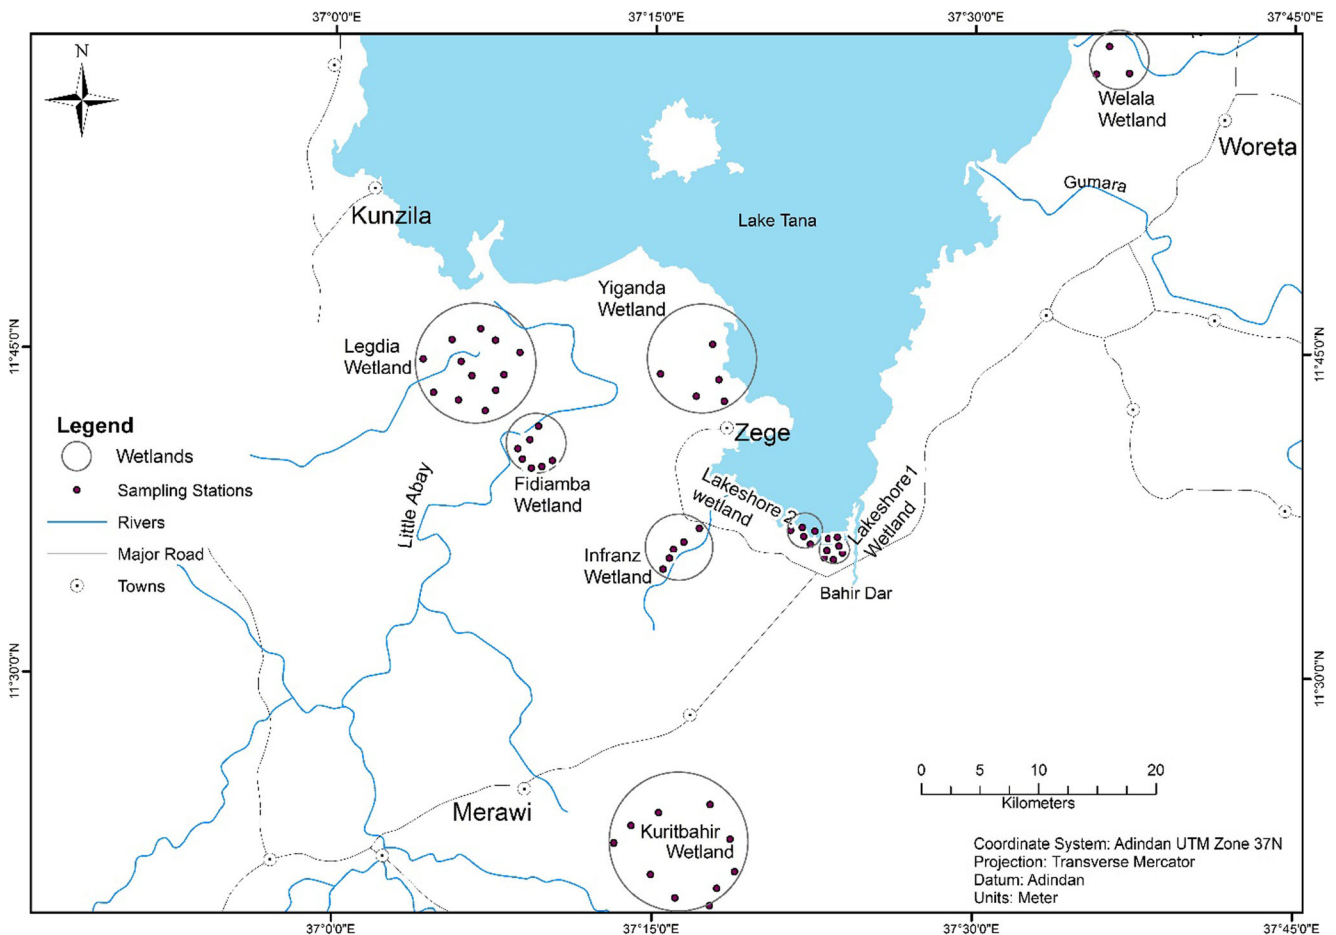 37°0'0"E
37°15'0"E
37°30'0"E
37°45'0"E
N
Welala
Wetland
Woreta
Gumara
Kunzila
Lake Tana
Yiganda
Wetland
11°45'0"N
11°45'0"N
Legdia
Wetland
Legend
Wetlands
Sampling Stations
Rivers
Major Road
Towns
Zege
Little Abay
Fidiamba
Wetland
Lakeshore 2
wetland
Lakeshore1
Wetland
Infranz
Wetland
Bahir Dar
11°30'0"N
11°30'0"N
Merawi
0 5 10 20
Kilometers
Kuritbahir
Wetland
Coordinate System: Adindan UTM Zone 37N
Projection: Transverse Mercator
Datum: Adindan
Units: Meter
37°0'0"E
37°15'0"E
37°30'0"E
37°45'0"E